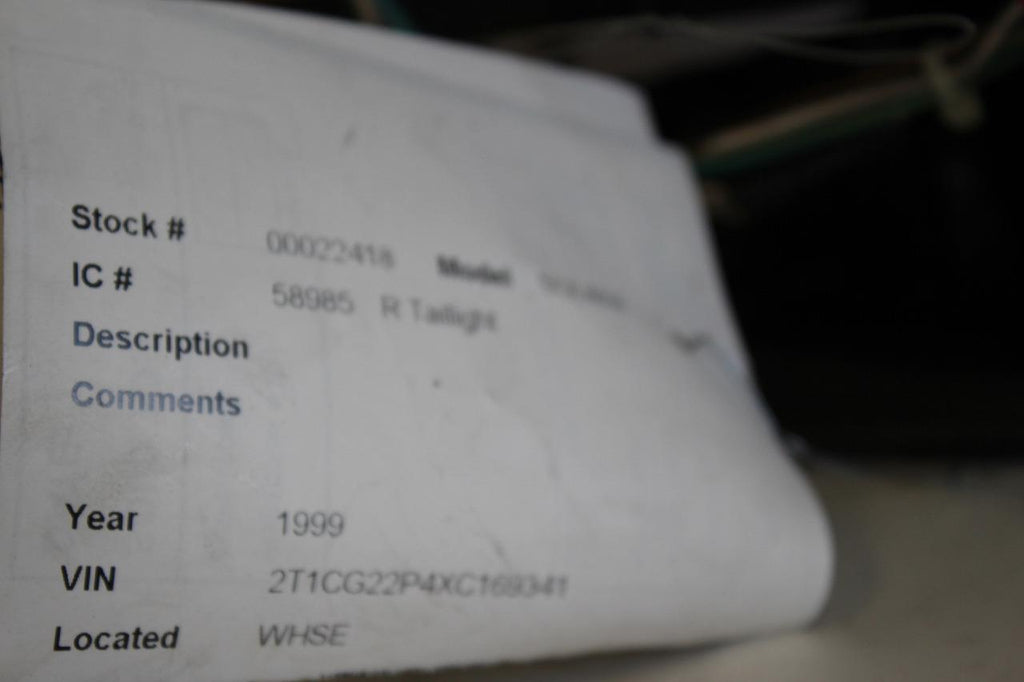 Stock # 00022418 Model
IC # 58985 R Taillight
Description
Comments
Year 1999
VIN 2T1CG22P4XC169341
Located WHSE